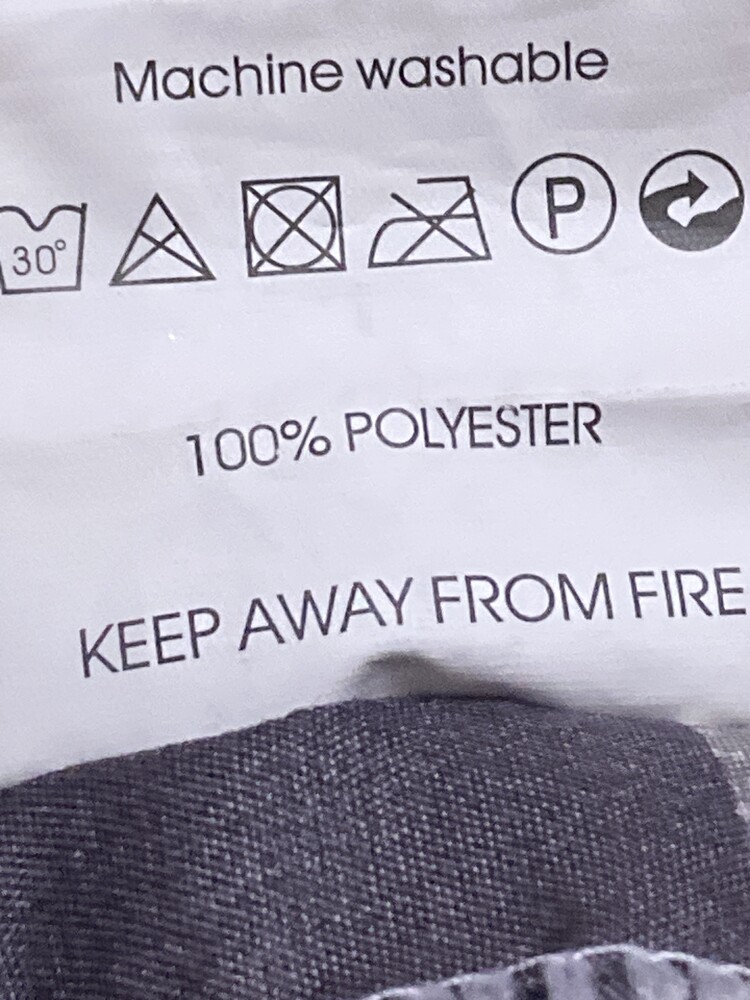 Machine washable
30° P
100% POLYESTER
KEEP AWAY FROM FIRE